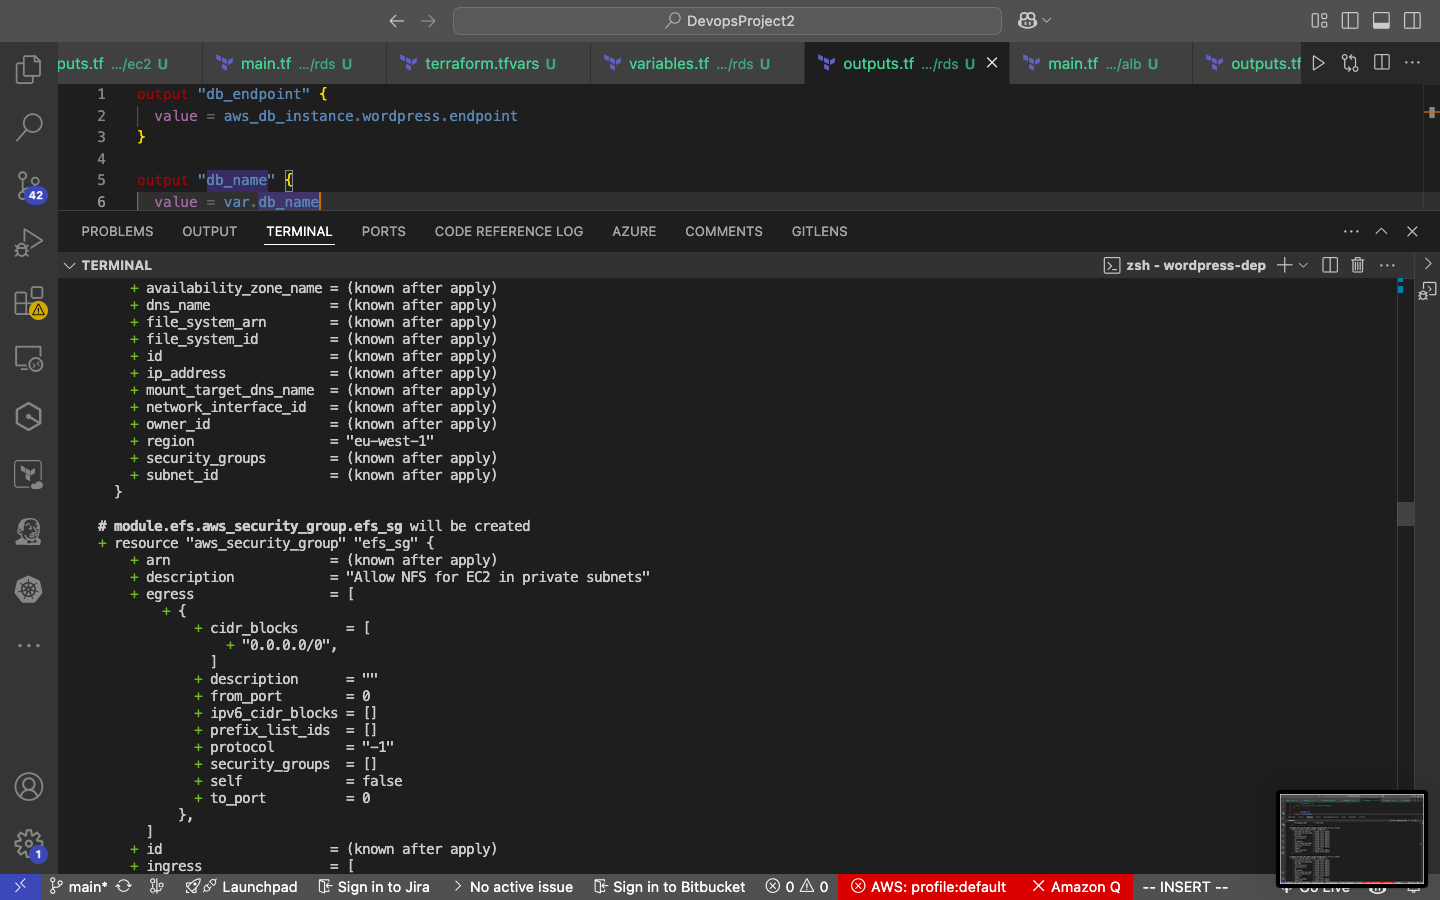 DevopsProject2
puts.tf .../ec2 U
main.tf .../rds U
terraform.tfvars U
variables.tf .../rds U
outputs.tf .../rds U
main.tf .../alb U
outputs.tf
1 output "db_endpoint" {
2 value = aws_db_instance.wordpress.endpoint
3 }
4
5 output "db_name" {
6 value = var.db_name
PROBLEMS OUTPUT TERMINAL PORTS CODE REFERENCE LOG AZURE COMMENTS GITLENS
TERMINAL
zsh - wordpress-dep
+ availability_zone_name = (known after apply)
+ dns_name = (known after apply)
+ file_system_arn = (known after apply)
+ file_system_id = (known after apply)
+ id = (known after apply)
+ ip_address = (known after apply)
+ mount_target_dns_name = (known after apply)
+ network_interface_id = (known after apply)
+ owner_id = (known after apply)
+ region = "eu-west-1"
+ security_groups = (known after apply)
+ subnet_id = (known after apply)
}
# module.efs.aws_security_group.efs_sg will be created
+ resource "aws_security_group" "efs_sg" {
+ arn = (known after apply)
+ description = "Allow NFS for EC2 in private subnets"
+ egress = [
+ {
+ cidr_blocks = [
+ "0.0.0.0/0",
]
+ description = ""
+ from_port = 0
+ ipv6_cidr_blocks = []
+ prefix_list_ids = []
+ protocol = "-1"
+ security_groups = []
+ self = false
+ to_port = 0
},
]
+ id = (known after apply)
+ ingress = [
42
1
main* Launchpad Sign in to Jira No active issue Sign in to Bitbucket 0 0 AWS: profile:default Amazon Q -- INSERT --